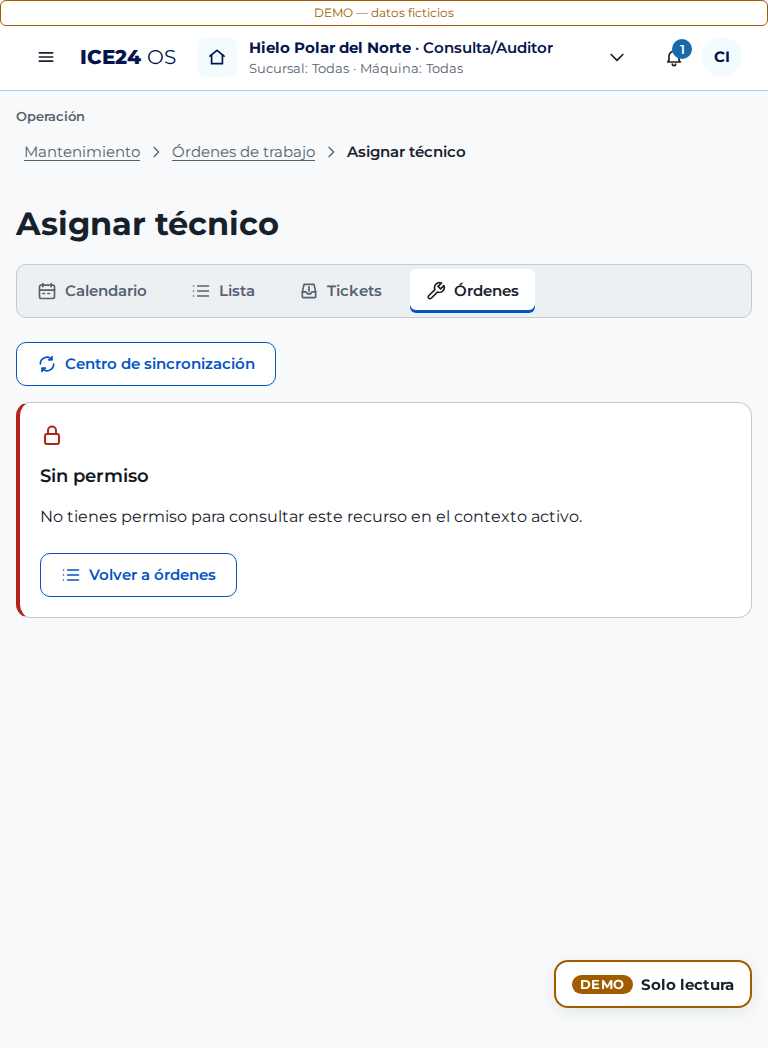 DEMO — datos ficticios
ICE24 OS
Hielo Polar del Norte · Consulta/Auditor
Sucursal: Todas · Máquina: Todas
1
CI
Operación
Mantenimiento > Órdenes de trabajo > Asignar técnico
Asignar técnico
Calendario Lista Tickets Órdenes
Centro de sincronización
Sin permiso
No tienes permiso para consultar este recurso en el contexto activo.
Volver a órdenes
DEMO Solo lectura